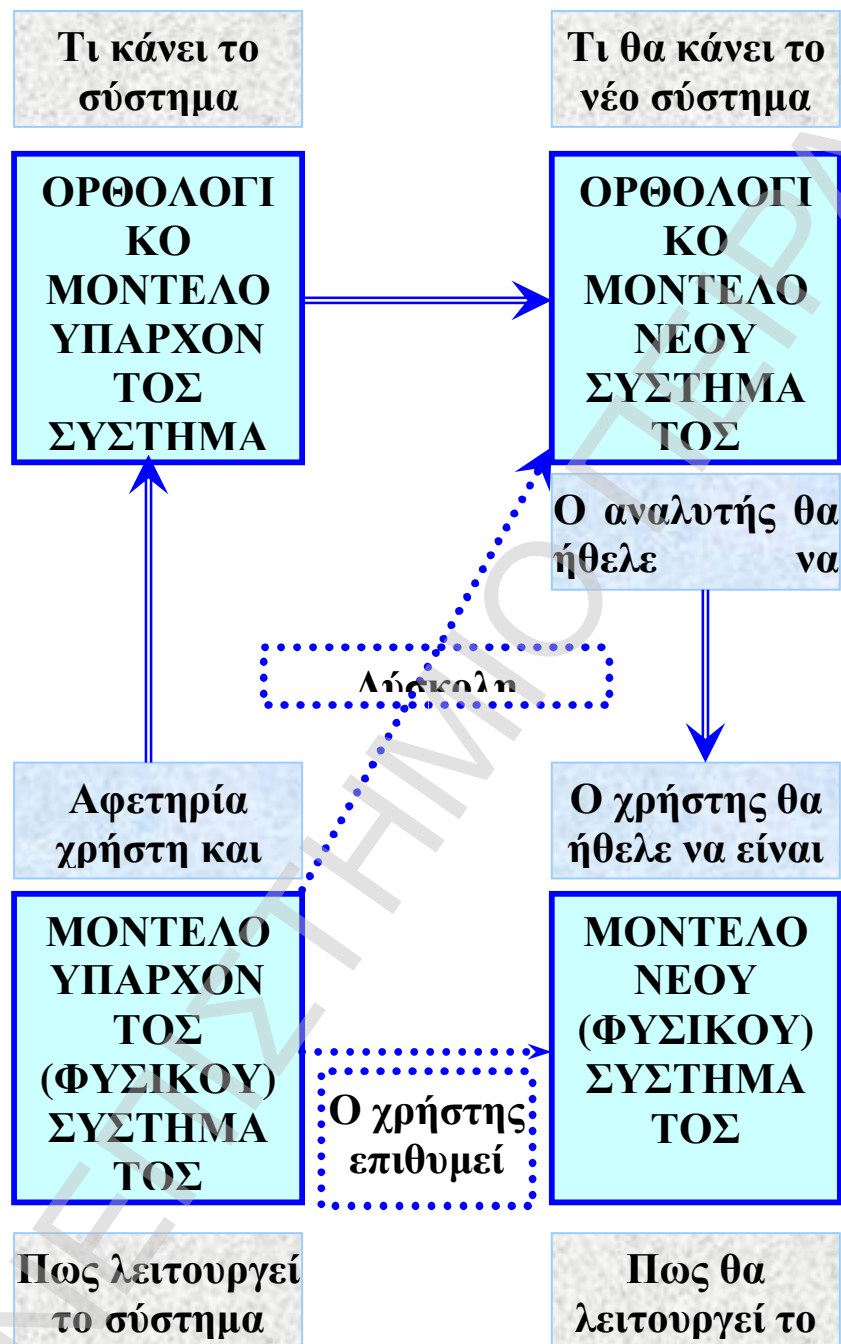 Τι κάνει το
σύστημα
Τι θα κάνει το
νέο σύστημα
ΟΡΘΟΛΟΓΙ
ΚΟ
ΜΟΝΤΕΛΟ
ΥΠΑΡΧΟΝ
ΤΟΣ
ΣΥΣΤΗΜΑ
ΟΡΘΟΛΟΓΙ
ΚΟ
ΜΟΝΤΕΛΟ
ΝΕΟΥ
ΣΥΣΤΗΜΑ
ΤΟΣ
Ο αναλυτής θα
ήθελε να
Δύσκολη
Αφετηρία
χρήστη και
Ο χρήστης θα
ήθελε να είναι
ΜΟΝΤΕΛΟ
ΥΠΑΡΧΟΝ
ΤΟΣ
(ΦΥΣΙΚΟΥ)
ΣΥΣΤΗΜΑ
ΤΟΣ
Ο χρήστης
επιθυμεί
ΜΟΝΤΕΛΟ
ΝΕΟΥ
(ΦΥΣΙΚΟΥ)
ΣΥΣΤΗΜΑ
ΤΟΣ
Πως λειτουργεί
το σύστημα
Πως θα
λειτουργεί το